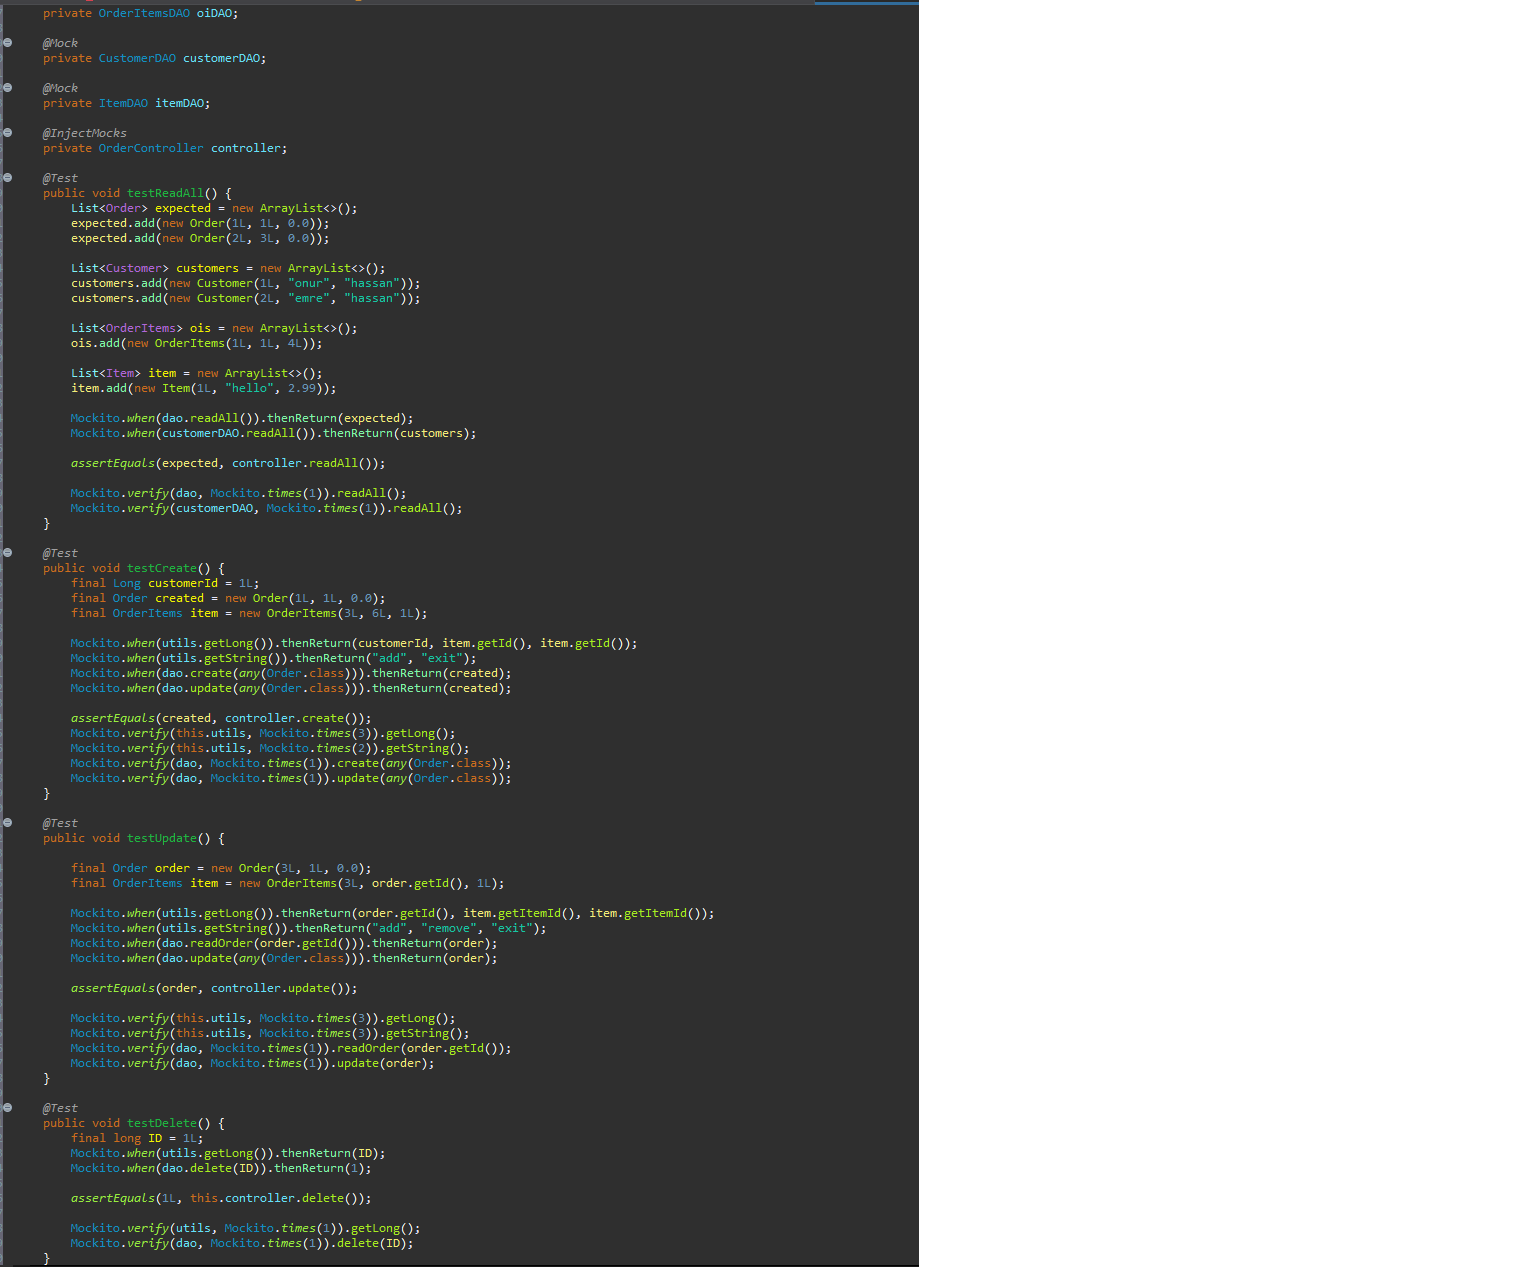 private OrderItemsDAO oiDAO;
@Mock
private CustomerDAO customerDAO;
@Mock
private ItemDAO itemDAO;
@InjectMocks
private OrderController controller;
@Test
public void testReadAll() {
List<Order> expected = new ArrayList<>();
expected.add(new Order(1L, 1L, 0.0));
expected.add(new Order(2L, 3L, 0.0));
List<Customer> customers = new ArrayList<>();
customers.add(new Customer(1L, "onur", "hassan"));
customers.add(new Customer(2L, "emre", "hassan"));
List<OrderItems> ois = new ArrayList<>();
ois.add(new OrderItems(1L, 1L, 4L));
List<Item> item = new ArrayList<>();
item.add(new Item(1L, "hello", 2.99));
Mockito.when(dao.readAll()).thenReturn(expected);
Mockito.when(customerDAO.readAll()).thenReturn(customers);
assertEquals(expected, controller.readAll());
Mockito.verify(dao, Mockito.times(1)).readAll();
Mockito.verify(customerDAO, Mockito.times(1)).readAll();
}
@Test
public void testCreate() {
final Long customerId = 1L;
final Order created = new Order(1L, 1L, 0.0);
final OrderItems item = new OrderItems(3L, 6L, 1L);
Mockito.when(utils.getLong()).thenReturn(customerId, item.getId(), item.getId());
Mockito.when(utils.getString()).thenReturn("add", "exit");
Mockito.when(dao.create(any(Order.class))).thenReturn(created);
Mockito.when(dao.update(any(Order.class))).thenReturn(created);
assertEquals(created, controller.create());
Mockito.verify(this.utils, Mockito.times(3)).getLong();
Mockito.verify(this.utils, Mockito.times(2)).getString();
Mockito.verify(dao, Mockito.times(1)).create(any(Order.class));
Mockito.verify(dao, Mockito.times(1)).update(any(Order.class));
}
@Test
public void testUpdate() {
final Order order = new Order(3L, 1L, 0.0);
final OrderItems item = new OrderItems(3L, order.getId(), 1L);
Mockito.when(utils.getLong()).thenReturn(order.getId(), item.getItemId(), item.getItemId());
Mockito.when(utils.getString()).thenReturn("add", "remove", "exit");
Mockito.when(dao.readOrder(order.getId())).thenReturn(order);
Mockito.when(dao.update(any(Order.class))).thenReturn(order);
assertEquals(order, controller.update());
Mockito.verify(this.utils, Mockito.times(3)).getLong();
Mockito.verify(this.utils, Mockito.times(3)).getString();
Mockito.verify(dao, Mockito.times(1)).readOrder(order.getId());
Mockito.verify(dao, Mockito.times(1)).update(order);
}
@Test
public void testDelete() {
final long ID = 1L;
Mockito.when(utils.getLong()).thenReturn(ID);
Mockito.when(dao.delete(ID)).thenReturn(1);
assertEquals(1L, this.controller.delete());
Mockito.verify(utils, Mockito.times(1)).getLong();
Mockito.verify(dao, Mockito.times(1)).delete(ID);
}